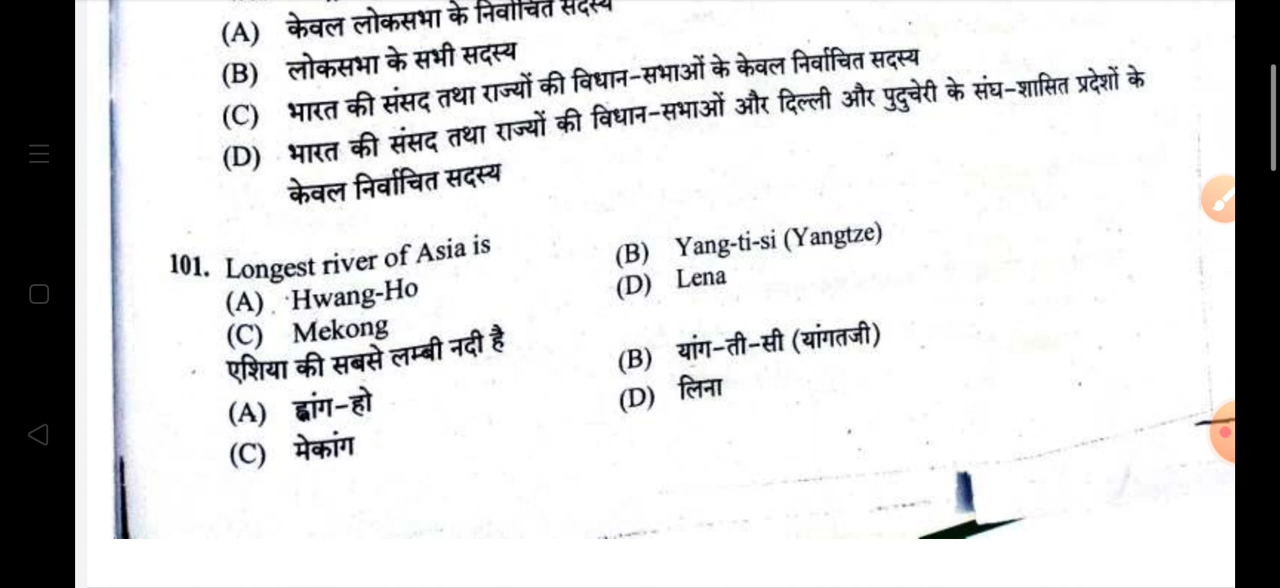 (A) केवल लोकसभा के निर्वाचित सदस्य
(B) लोकसभा के सभी सदस्य
(C) भारत की संसद तथा राज्यों की विधान-सभाओं के केवल निर्वाचित सदस्य
(D) भारत की संसद तथा राज्यों की विधान-सभाओं और दिल्ली और पुदुचेरी के संघ-शासित प्रदेशों के
केवल निर्वाचित सदस्य
101. Longest river of Asia is
(A) Hwang-Ho (B) Yang-ti-si (Yangtze)
(C) Mekong (D) Lena
एशिया की सबसे लम्बी नदी है
(A) ह्वांग-हो (B) यांग-ती-सी (यांगतजी)
(C) मेकांग (D) लिना